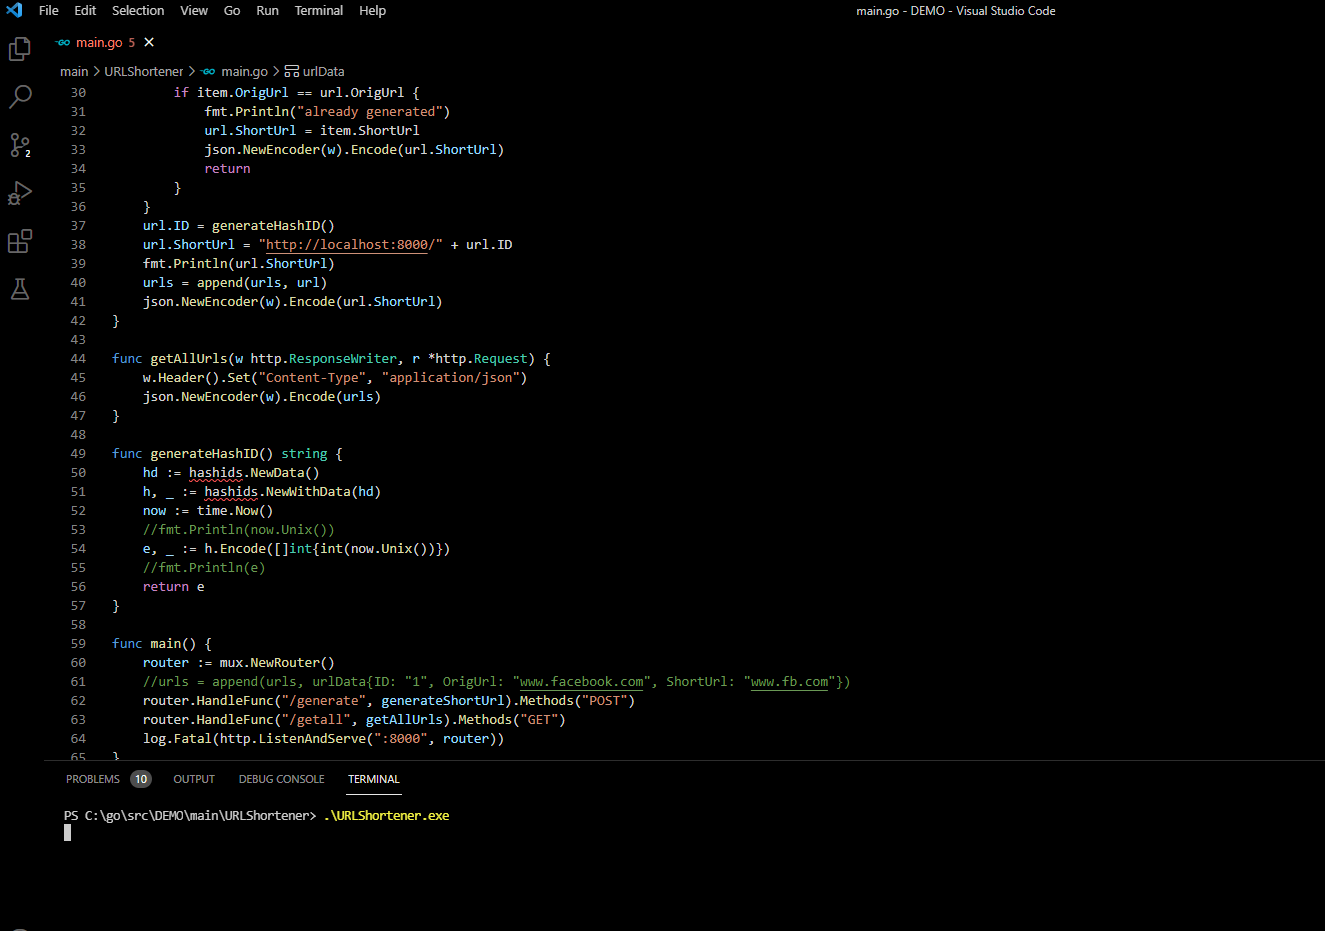 File Edit Selection View Go Run Terminal Help main.go - DEMO - Visual Studio Code
GO main.go 5
main > URLShortener > GO main.go > urlData
30 if item.OrigUrl == url.OrigUrl {
31 fmt.Println("already generated")
32 url.ShortUrl = item.ShortUrl
33 json.NewEncoder(w).Encode(url.ShortUrl)
34 return
35 }
36 }
37 url.ID = generateHashID()
38 url.ShortUrl = "http://localhost:8000/" + url.ID
39 fmt.Println(url.ShortUrl)
40 urls = append(urls, url)
41 json.NewEncoder(w).Encode(url.ShortUrl)
42 }
43
44 func getAllUrls(w http.ResponseWriter, r *http.Request) {
45 w.Header().Set("Content-Type", "application/json")
46 json.NewEncoder(w).Encode(urls)
47 }
48
49 func generateHashID() string {
50 hd := hashids.NewData()
51 h, _ := hashids.NewWithData(hd)
52 now := time.Now()
53 //fmt.Println(now.Unix())
54 e, _ := h.Encode([]int{int(now.Unix())})
55 //fmt.Println(e)
56 return e
57 }
58
59 func main() {
60 router := mux.NewRouter()
61 //urls = append(urls, urlData{ID: "1", OrigUrl: "www.facebook.com", ShortUrl: "www.fb.com"})
62 router.HandleFunc("/generate", generateShortUrl).Methods("POST")
63 router.HandleFunc("/getall", getAllUrls).Methods("GET")
64 log.Fatal(http.ListenAndServe(":8000", router))
65 }
2
PROBLEMS 10 OUTPUT DEBUG CONSOLE TERMINAL
PS C:\go\src\DEMO\main\URLShortener> .\URLShortener.exe